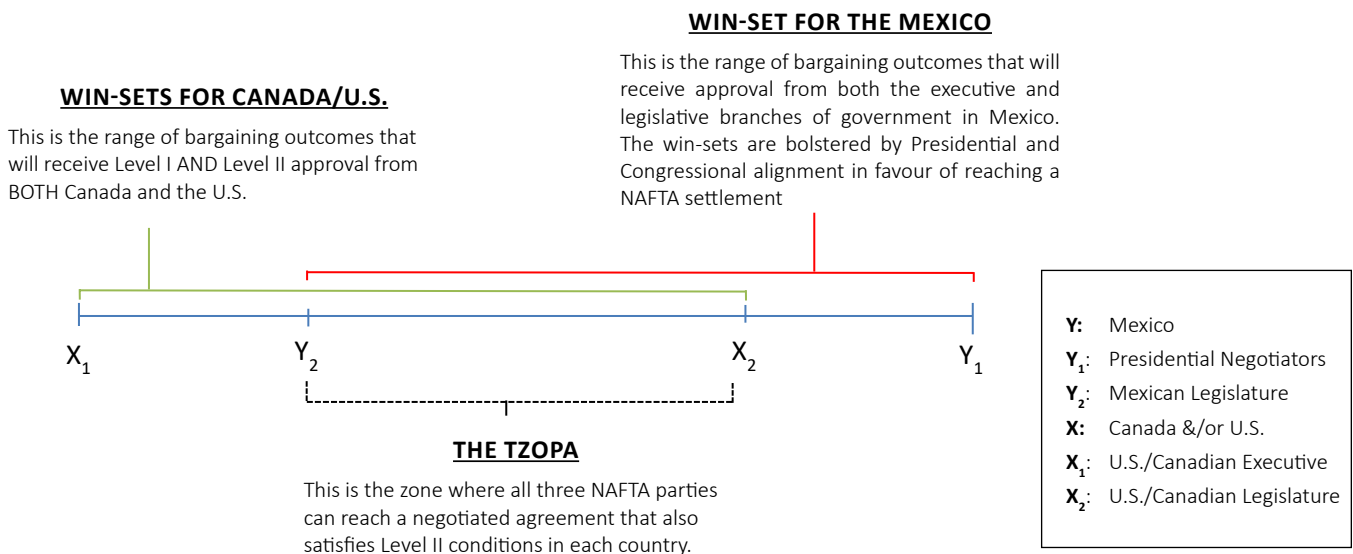 WIN-SET FOR THE MEXICO
This is the range of bargaining outcomes that will
receive approval from both the executive and
legislative branches of government in Mexico.
The win-sets are bolstered by Presidential and
Congressional alignment in favour of reaching a
NAFTA settlement
WIN-SETS FOR CANADA/U.S.
This is the range of bargaining outcomes that
will receive Level I AND Level II approval from
BOTH Canada and the U.S.
X1
Y2
X2
Y1
THE TZOPA
This is the zone where all three NAFTA parties
can reach a negotiated agreement that also
satisfies Level II conditions in each country.
Y: Mexico
Y1: Presidential Negotiators
Y2: Mexican Legislature
X: Canada &/or U.S.
X1: U.S./Canadian Executive
X2: U.S./Canadian Legislature